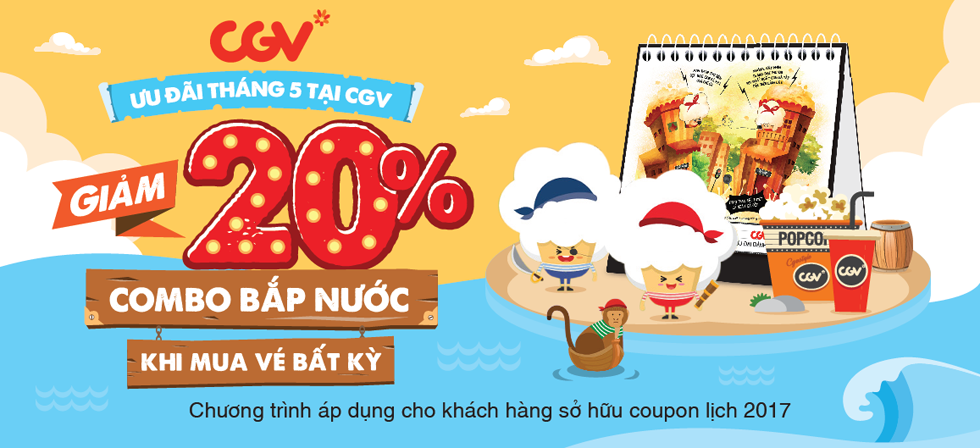 CGV
ƯU ĐÃI THÁNG 5 TẠI CGV
GIẢM
20%
COMBO BẮP NƯỚC
KHI MUA VÉ BẤT KỲ
POPCO
CGV
CGV
Chương trình áp dụng cho khách hàng sở hữu coupon lịch 2017